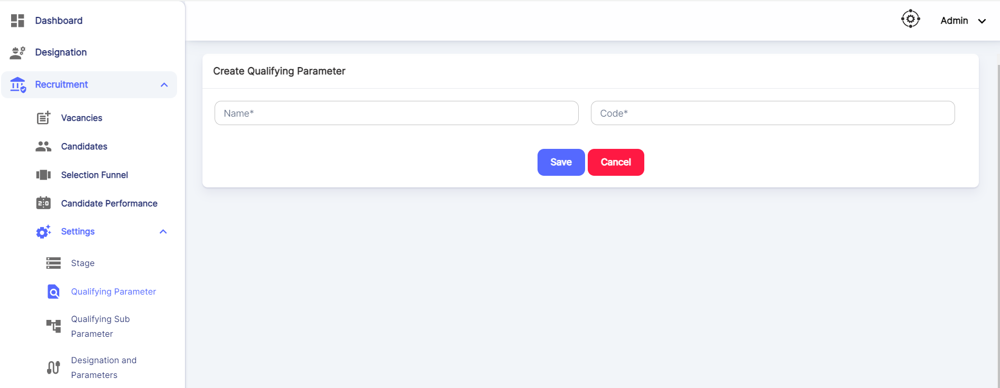 Dashboard
Designation
Recruitment
Vacancies
Candidates
Selection Funnel
Candidate Performance
Settings
Stage
Qualifying Parameter
Qualifying Sub
Parameter
Designation and
Parameters
Admin
Create Qualifying Parameter
Name*
Code*
Save
Cancel